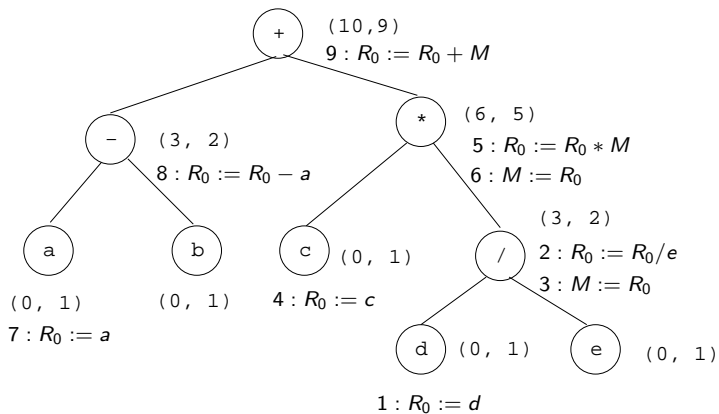 +
(10,9)
9 : R₀ := R₀ + M
−
(3, 2)
8 : R₀ := R₀ − a
*
(6, 5)
5 : R₀ := R₀ ∗ M
6 : M := R₀
a
(0, 1)
7 : R₀ := a
b
(0, 1)
c
(0, 1)
4 : R₀ := c
/
(3, 2)
2 : R₀ := R₀/e
3 : M := R₀
d
(0, 1)
1 : R₀ := d
e
(0, 1)